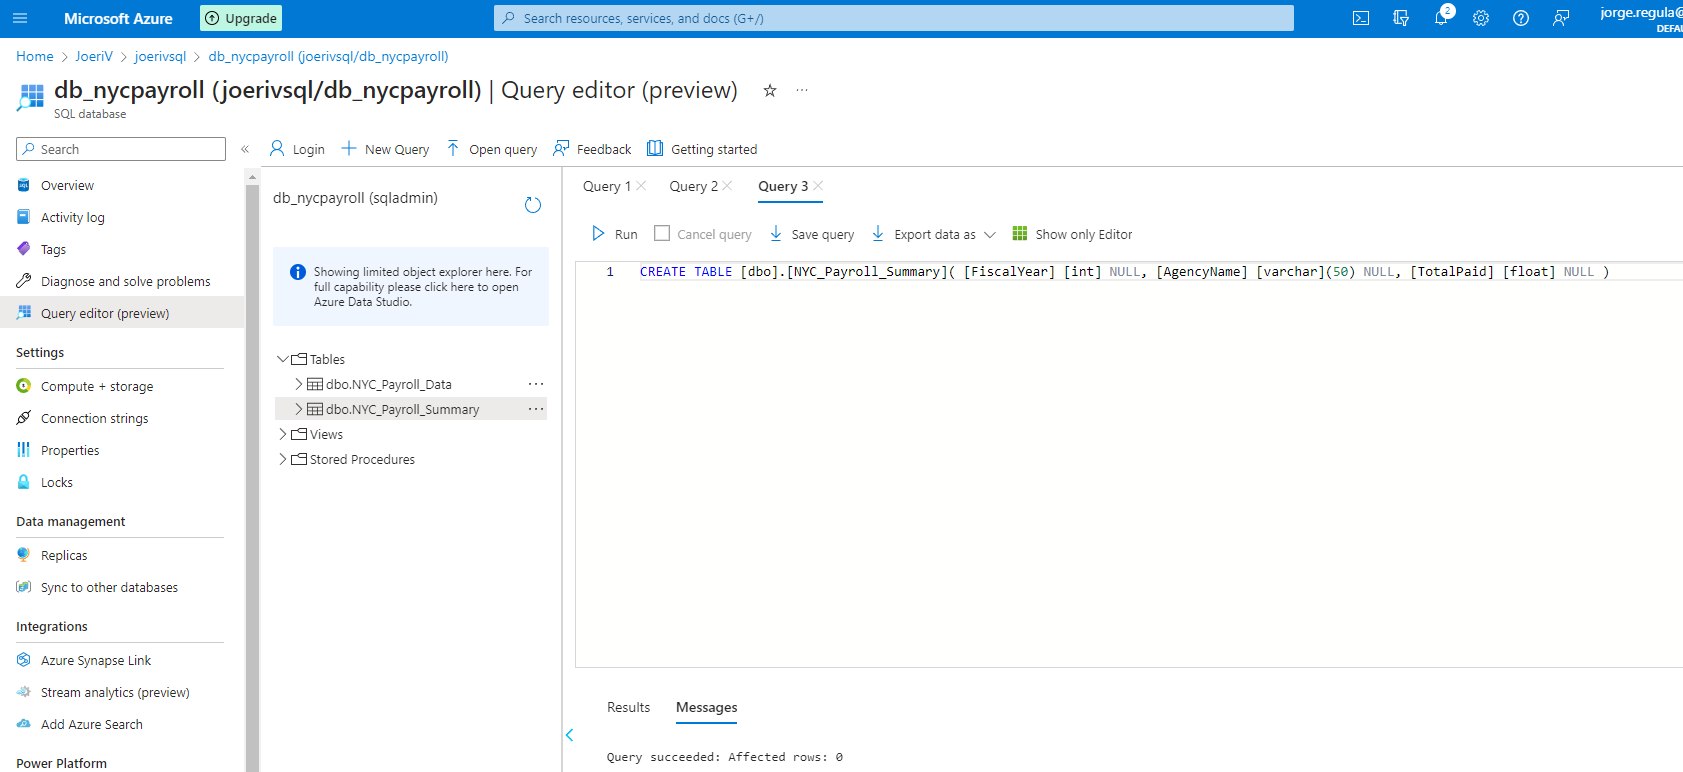 Microsoft Azure
Upgrade
Search resources, services, and docs (G+/)
2
jorge.regula@
DEFAU
Home > JoeriV > joerivsql > db_nycpayroll (joerivsql/db_nycpayroll)
db_nycpayroll (joerivsql/db_nycpayroll) | Query editor (preview)
SQL database
Search
«
Login
New Query
Open query
Feedback
Getting started
Overview
Activity log
Tags
Diagnose and solve problems
Query editor (preview)
Settings
Compute + storage
Connection strings
Properties
Locks
Data management
Replicas
Sync to other databases
Integrations
Azure Synapse Link
Stream analytics (preview)
Add Azure Search
Power Platform
db_nycpayroll (sqladmin)
Showing limited object explorer here. For
full capability please click here to open
Azure Data Studio.
Tables
dbo.NYC_Payroll_Data
dbo.NYC_Payroll_Summary
Views
Stored Procedures
Query 1
Query 2
Query 3
Run
Cancel query
Save query
Export data as
Show only Editor
1 CREATE TABLE [dbo].[NYC_Payroll_Summary]( [FiscalYear] [int] NULL, [AgencyName] [varchar](50) NULL, [TotalPaid] [float] NULL )
Results
Messages
Query succeeded: Affected rows: 0